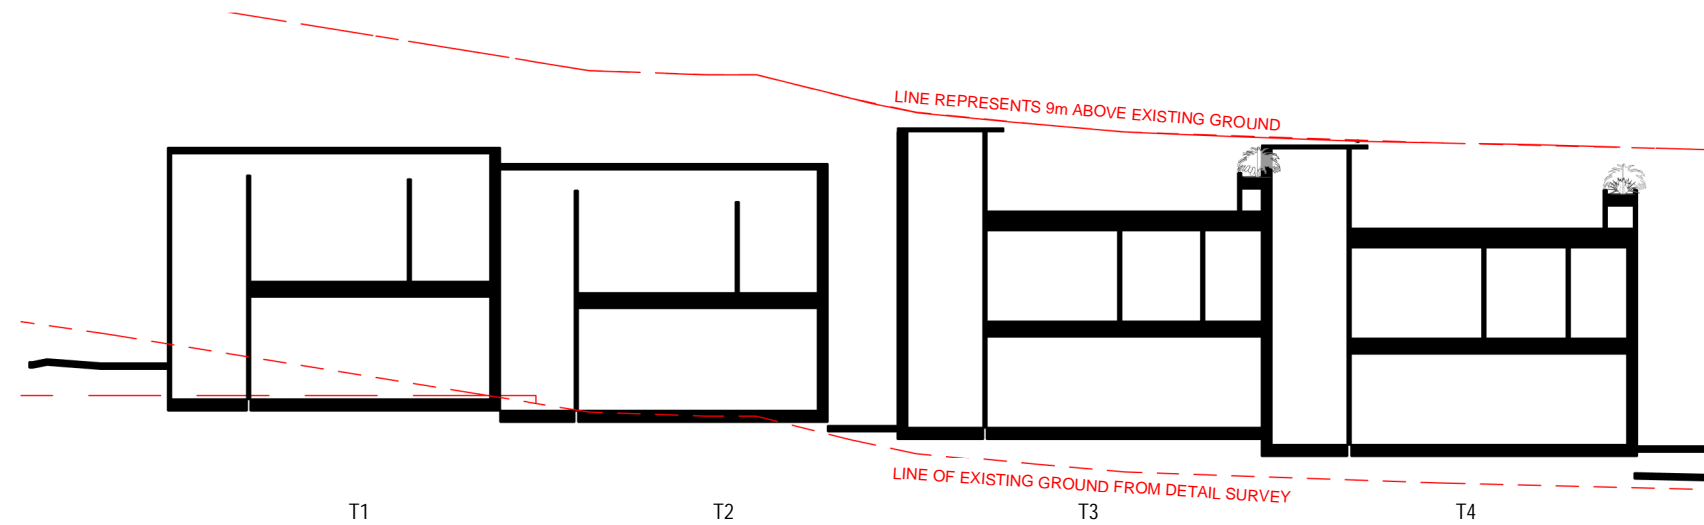 LINE REPRESENTS 9m ABOVE EXISTING GROUND
LINE OF EXISTING GROUND FROM DETAIL SURVEY
T1 T2 T3 T4